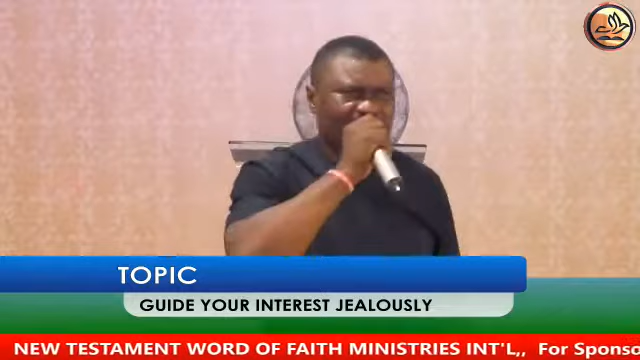 TOPIC
GUIDE YOUR INTEREST JEALOUSLY
NEW TESTAMENT WORD OF FAITH MINISTRIES INT'L,, For Sponso